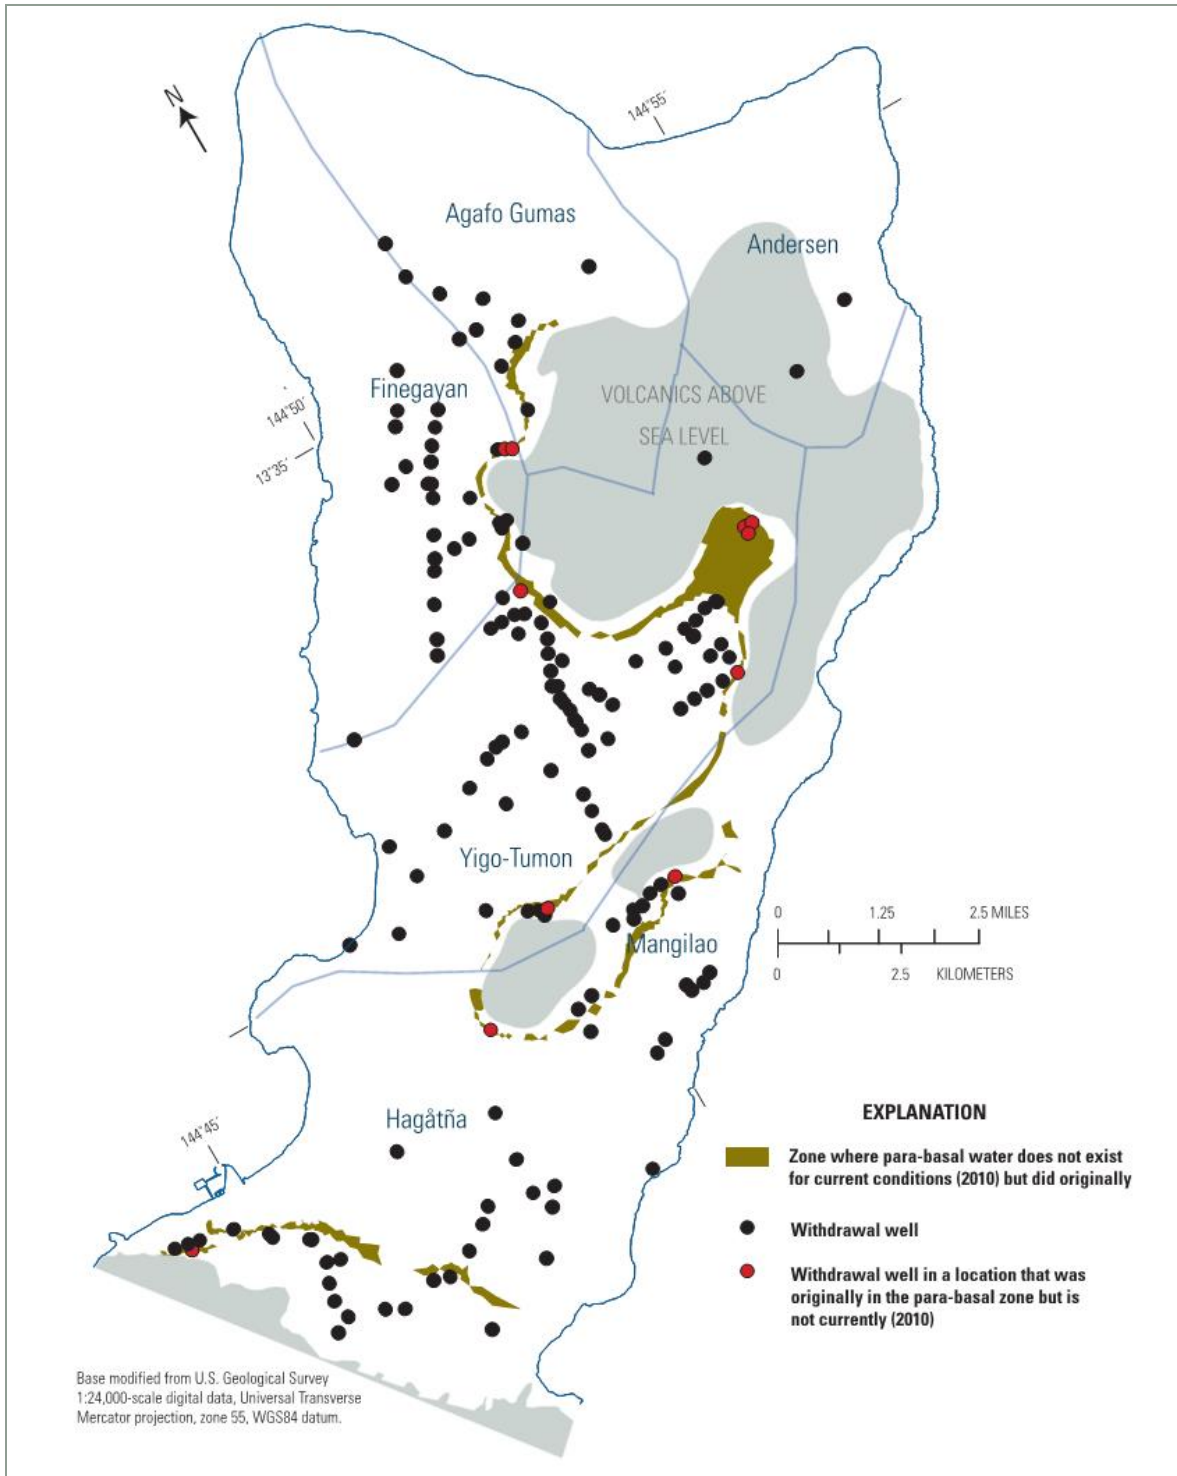 N
144°55'
Agafo Gumas
Andersen
VOLCANICS ABOVE
SEA LEVEL
Finegayan
144°50'
13°35'
Yigo-Tumon
0
1.25
2.5 MILES
0
2.5
KILOMETERS
Mangilao
Hagåtña
144°45'
EXPLANATION
Zone where para-basal water does not exist
for current conditions (2010) but did originally
Withdrawal well
Withdrawal well in a location that was
originally in the para-basal zone but is
not currently (2010)
Base modified from U.S. Geological Survey
1:24,000-scale digital data, Universal Transverse
Mercator projection, zone 55, WGS84 datum.